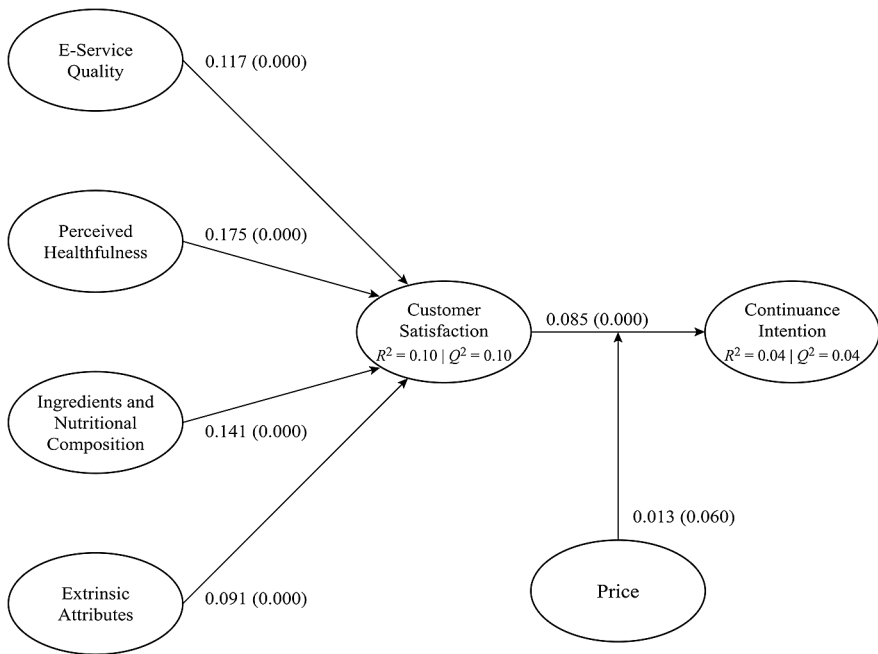 E-Service
Quality
0.117 (0.000)
Perceived
Healthfulness
0.175 (0.000)
Customer
Satisfaction
R² = 0.10 | Q² = 0.10
0.085 (0.000)
Continuance
Intention
R² = 0.04 | Q² = 0.04
Ingredients and
Nutritional
Composition
0.141 (0.000)
0.013 (0.060)
Extrinsic
Attributes
0.091 (0.000)
Price